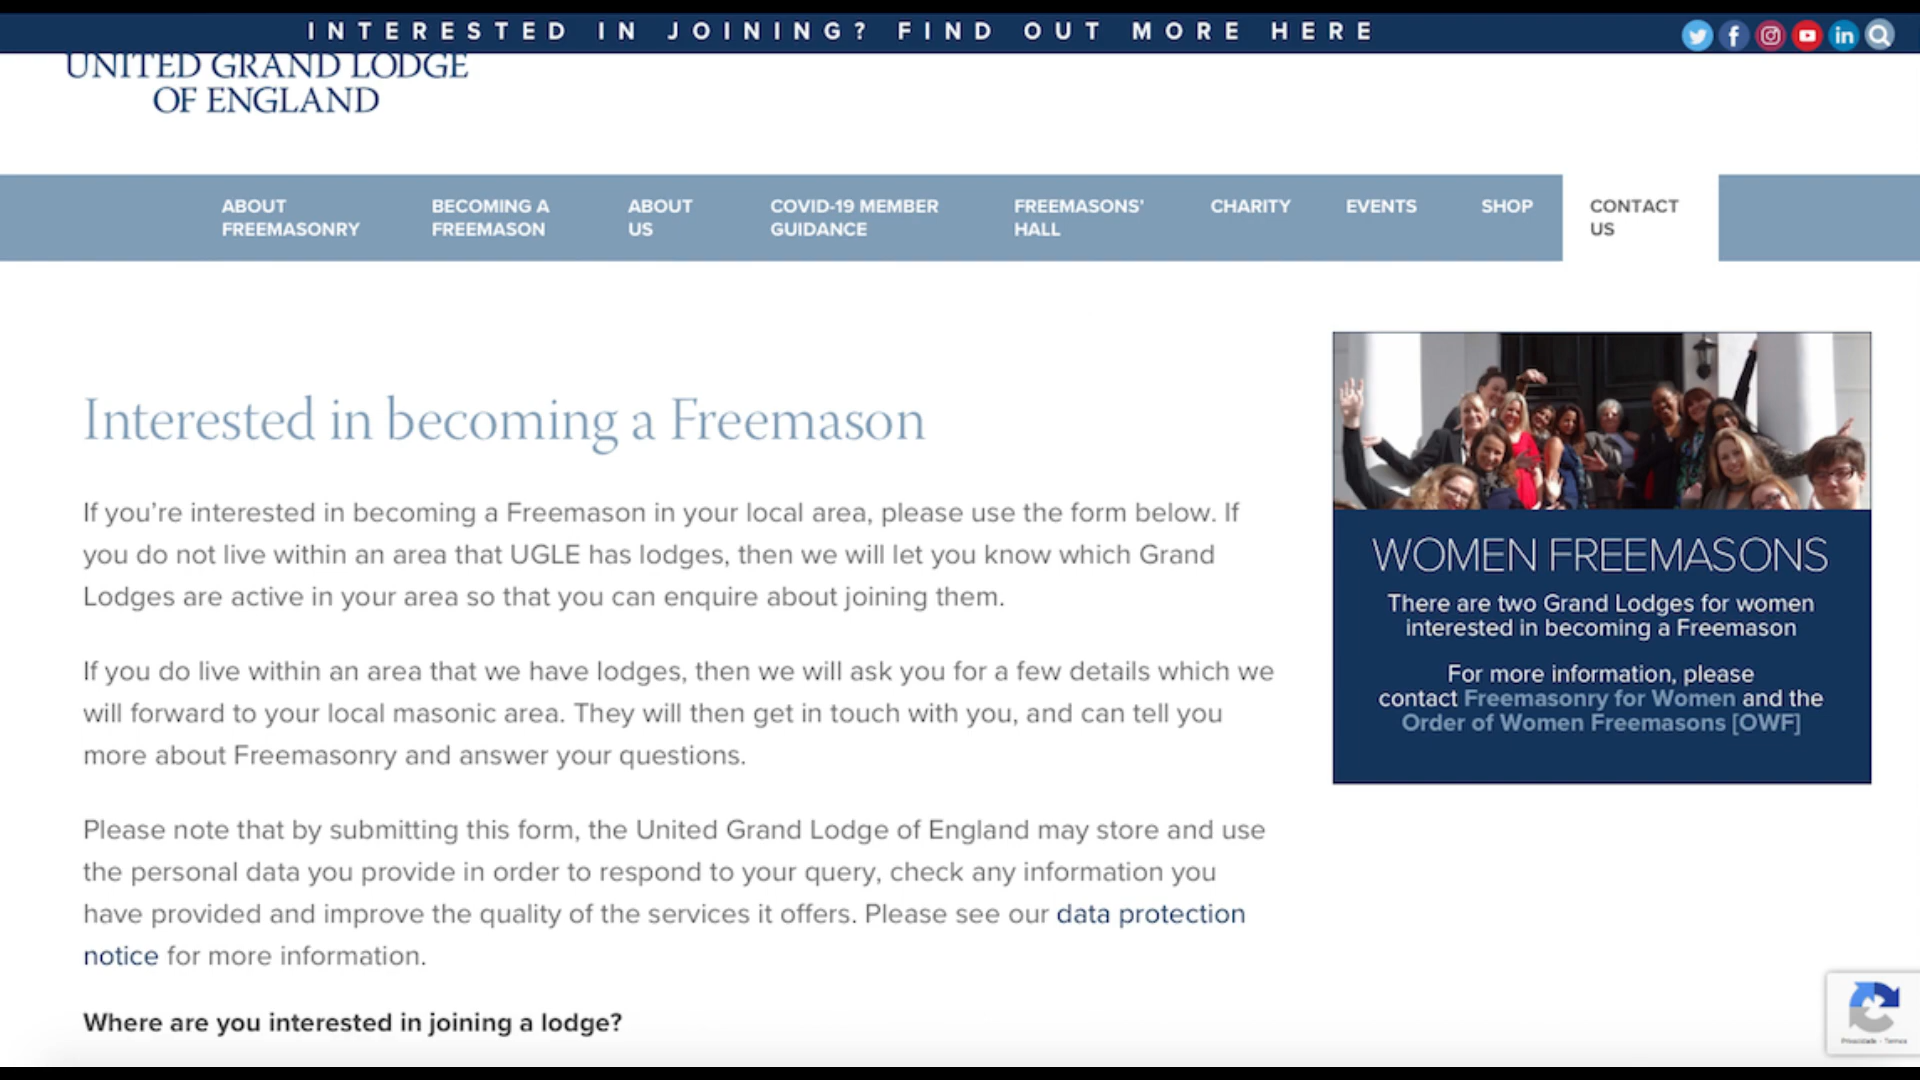 INTERESTED IN JOINING? FIND OUT MORE HERE
UNITED GRAND LODGE
OF ENGLAND
ABOUT
FREEMASONRY
BECOMING A
FREEMASON
ABOUT
US
COVID-19 MEMBER
GUIDANCE
FREEMASONS'
HALL
CHARITY
EVENTS
SHOP
CONTACT
US
Interested in becoming a Freemason
If you’re interested in becoming a Freemason in your local area, please use the form below. If
you do not live within an area that UGLE has lodges, then we will let you know which Grand
Lodges are active in your area so that you can enquire about joining them.
If you do live within an area that we have lodges, then we will ask you for a few details which we
will forward to your local masonic area. They will then get in touch with you, and can tell you
more about Freemasonry and answer your questions.
Please note that by submitting this form, the United Grand Lodge of England may store and use
the personal data you provide in order to respond to your query, check any information you
have provided and improve the quality of the services it offers. Please see our data protection
notice for more information.
Where are you interested in joining a lodge?
WOMEN FREEMASONS
There are two Grand Lodges for women
interested in becoming a Freemason
For more information, please
contact Freemasonry for Women and the
Order of Women Freemasons [OWF]
Privacidade - Termos